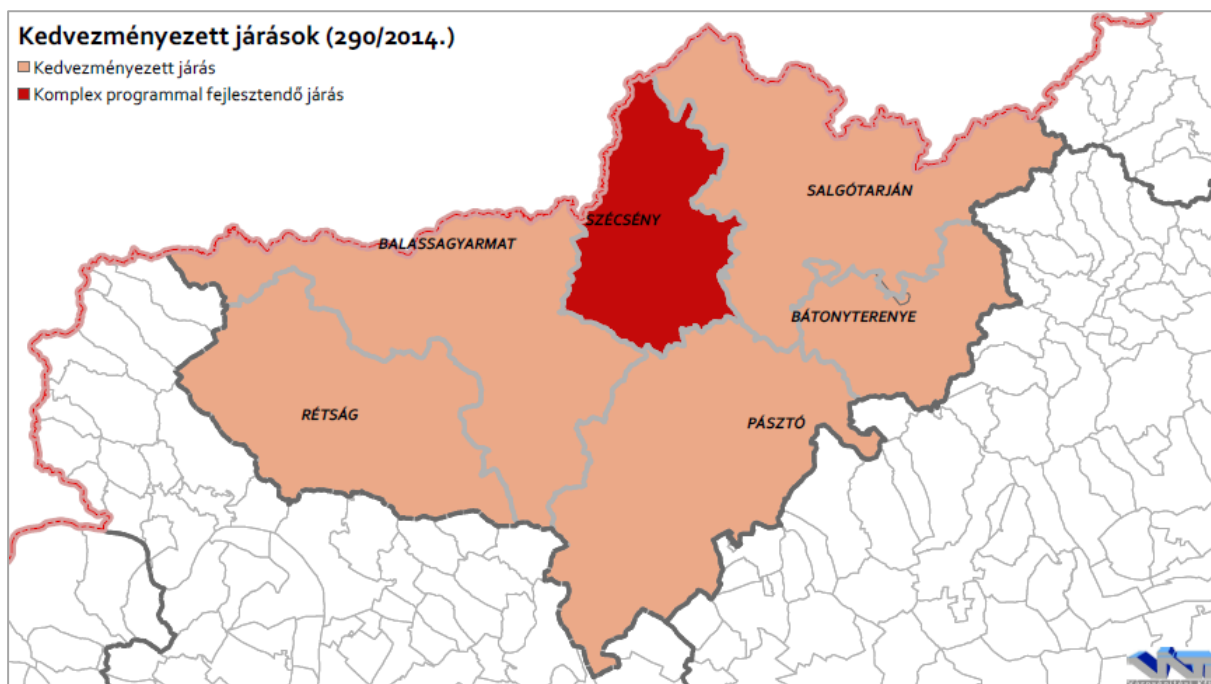 Kedvezményezett járások (290/2014.)
Kedvezményezett járás
Komplex programmal fejlesztendő járás
SALGÓTARJÁN
SZÉCSÉNY
BALASSAGYARMAT
BÁTONYTERENYE
RÉTSÁG
PÁSZTÓ